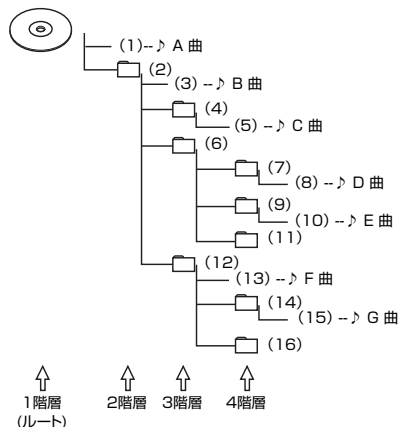 (1)--♪ A 曲
(2)
(3) --♪ B 曲
(4)
(5) --♪ C 曲
(6)
(7)
(8) --♪ D 曲
(9)
(10) --♪ E 曲
(11)
(12)
(13) --♪ F 曲
(14)
(15) --♪ G 曲
(16)
1階層 2階層 3階層 4階層
(ルート)